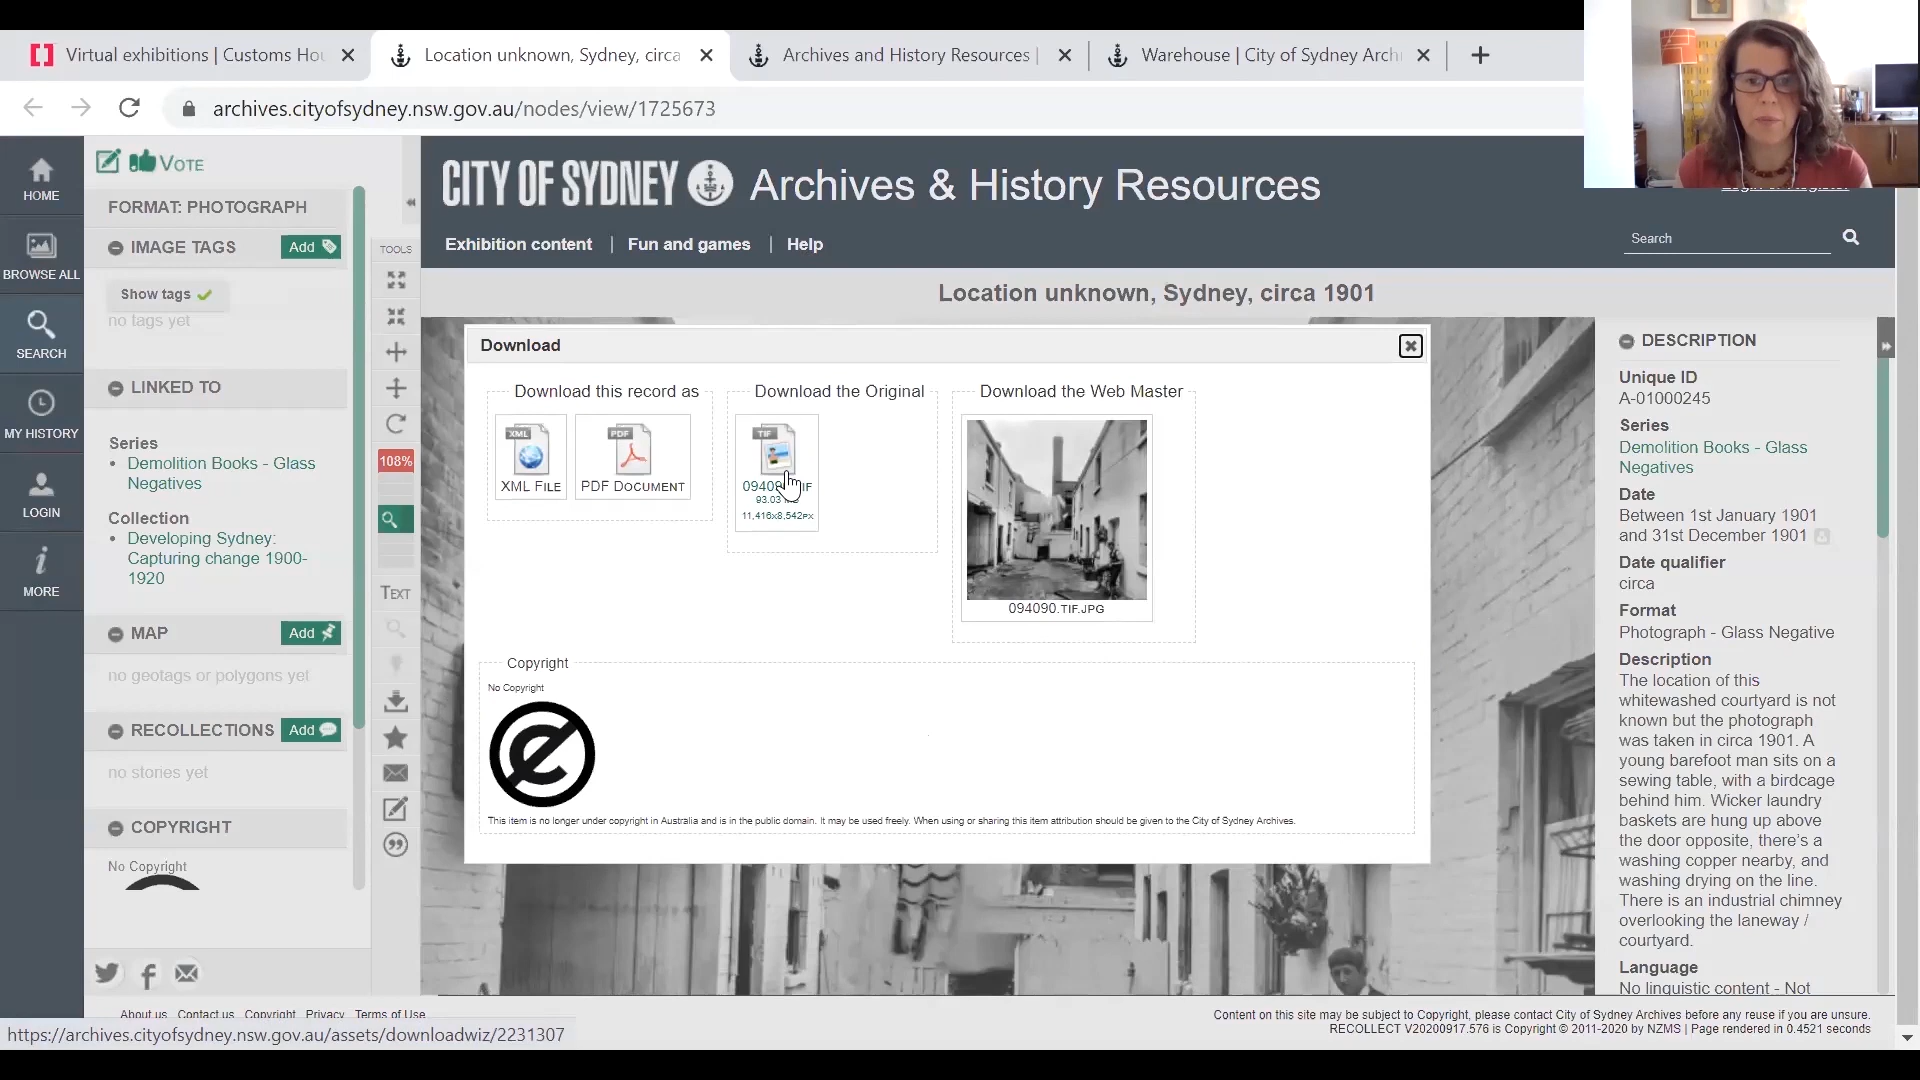 Virtual exhibitions | Customs Hou
Location unknown, Sydney, circa
Archives and History Resources |
Warehouse | City of Sydney Archi
archives.cityofsydney.nsw.gov.au/nodes/view/1725673
HOME
BROWSE ALL
SEARCH
MY HISTORY
LOGIN
MORE
VOTE
FORMAT: PHOTOGRAPH
IMAGE TAGS
Add
Show tags
no tags yet
LINKED TO
Series
Demolition Books - Glass
Negatives
Collection
Developing Sydney:
Capturing change 1900-
1920
MAP
Add
no geotags or polygons yet
RECOLLECTIONS
Add
no stories yet
COPYRIGHT
No Copyright
TOOLS
108%
TEXT
CITY OF SYDNEY
Archives & History Resources
Login or Register
Exhibition content | Fun and games | Help
Search
Location unknown, Sydney, circa 1901
Download
Download this record as
XML
XML FILE
PDF
PDF DOCUMENT
Download the Original
TIF
11,416x8,542PX
Download the Web Master
094090.TIF.JPG
Copyright
No Copyright
This item is no longer under copyright in Australia and is in the public domain. It may be used freely. When using or sharing this item attribution should be given to the City of Sydney Archives.
DESCRIPTION
Unique ID
A-01000245
Series
Demolition Books - Glass
Negatives
Date
Between 1st January 1901
and 31st December 1901
Date qualifier
circa
Format
Photograph - Glass Negative
Description
The location of this
whitewashed courtyard is not
known but the photograph
was taken in circa 1901. A
young barefoot man sits on a
sewing table, with a birdcage
behind him. Wicker laundry
baskets are hung up above
the door opposite, there's a
washing copper nearby, and
washing drying on the line.
There is an industrial chimney
overlooking the laneway /
courtyard.
Language
No linguistic content - Not
About us Contact us Copyright Privacy Terms of Use
Content on this site may be subject to Copyright, please contact City of Sydney Archives before any reuse if you are unsure.
RECOLLECT V20200917.576 is Copyright © 2011-2020 by NZMS | Page rendered in 0.4521 seconds
https://archives.cityofsydney.nsw.gov.au/assets/downloadwiz/2231307